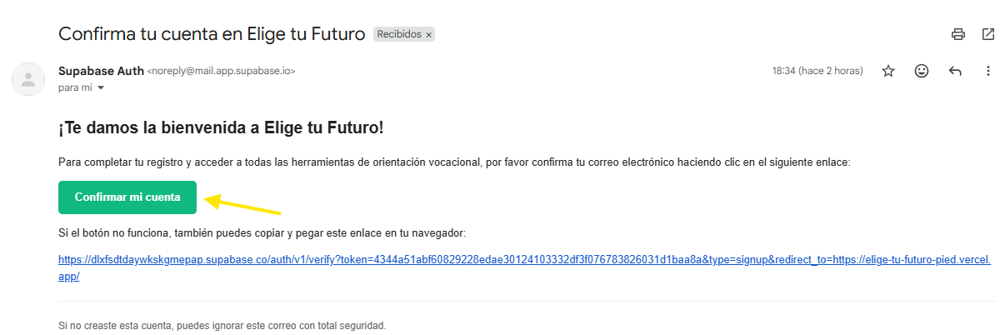 Confirma tu cuenta en Elige tu Futuro Recibidos ×
Supabase Auth <noreply@mail.app.supabase.io> 18:34 (hace 2 horas)
para mí
¡Te damos la bienvenida a Elige tu Futuro!
Para completar tu registro y acceder a todas las herramientas de orientación vocacional, por favor confirma tu correo electrónico haciendo clic en el siguiente enlace:
Confirmar mi cuenta
Si el botón no funciona, también puedes copiar y pegar este enlace en tu navegador:
https://dlxfsdtdaywkskgmepap.supabase.co/auth/v1/verify?token=4344a51abf60829228edae30124103332df3f076783826031d1baa8a&type=signup&redirect_to=https://elige-tu-futuro-pied.vercel.
app/
Si no creaste esta cuenta, puedes ignorar este correo con total seguridad.